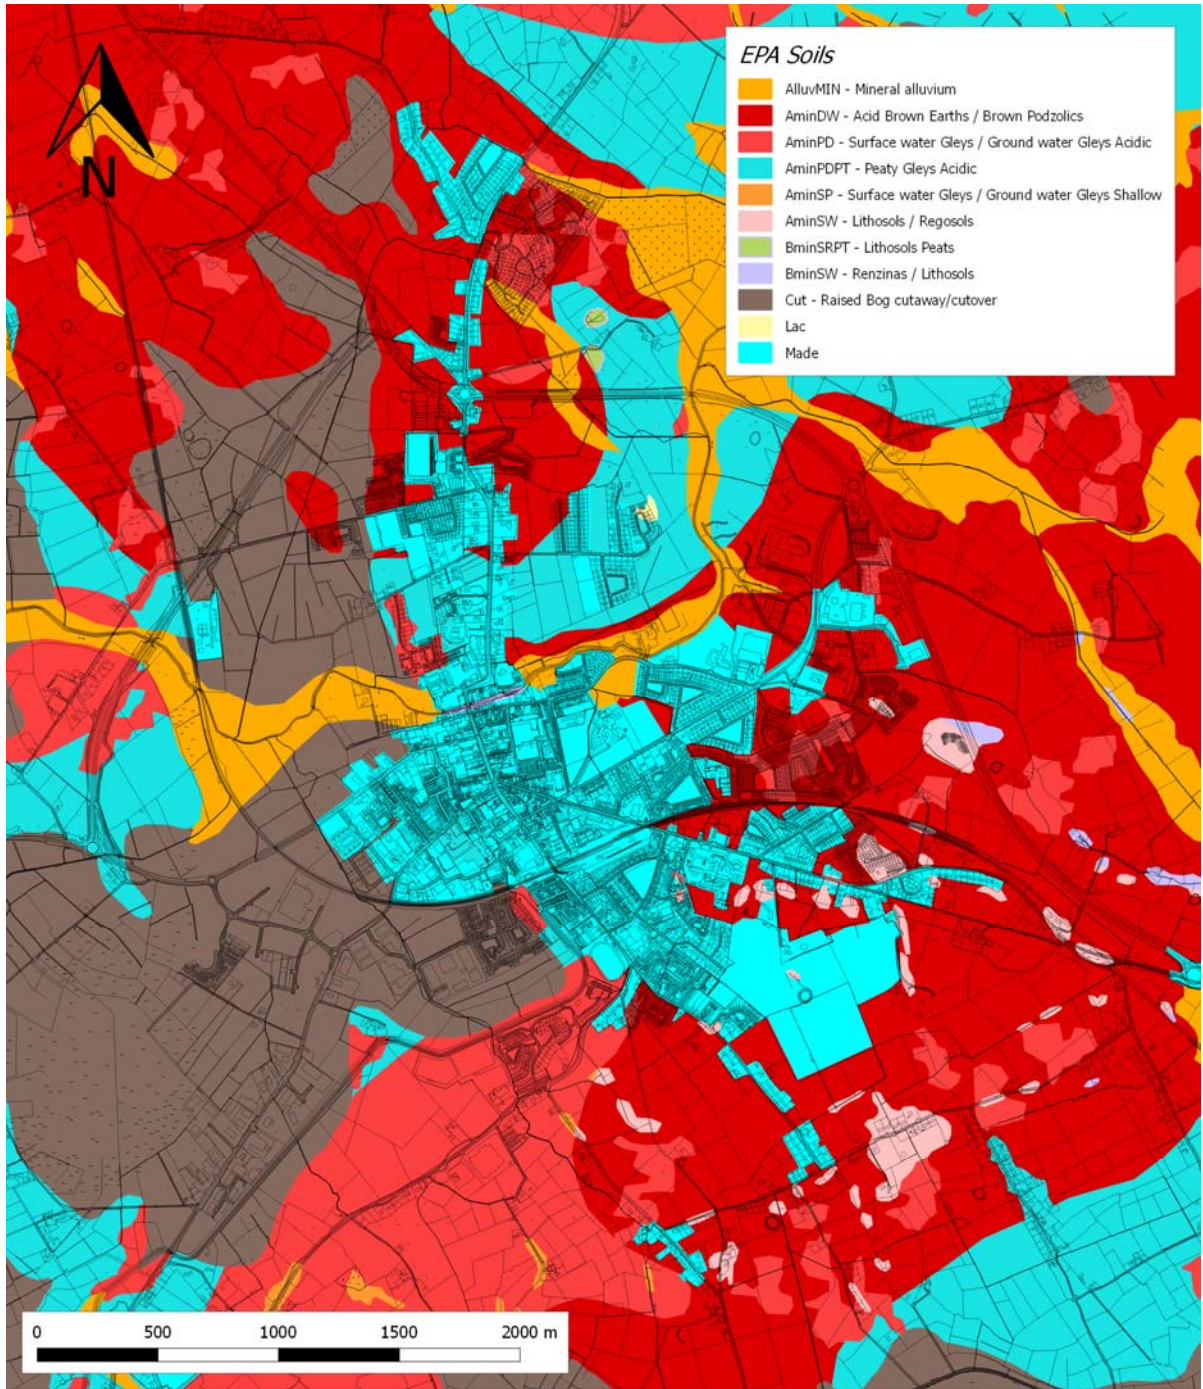 N
EPA Soils
AlluvMIN - Mineral alluvium
AminDW - Acid Brown Earths / Brown Podzolics
AminPD - Surface water Gleys / Ground water Gleys Acidic
AminPDPT - Peaty Gleys Acidic
AminSP - Surface water Gleys / Ground water Gleys Shallow
AminSW - Lithosols / Regosols
BminSRPT - Lithosols Peats
BminSW - Renzinas / Lithosols
Cut - Raised Bog cutaway/cutover
Lac
Made
0 500 1000 1500 2000 m